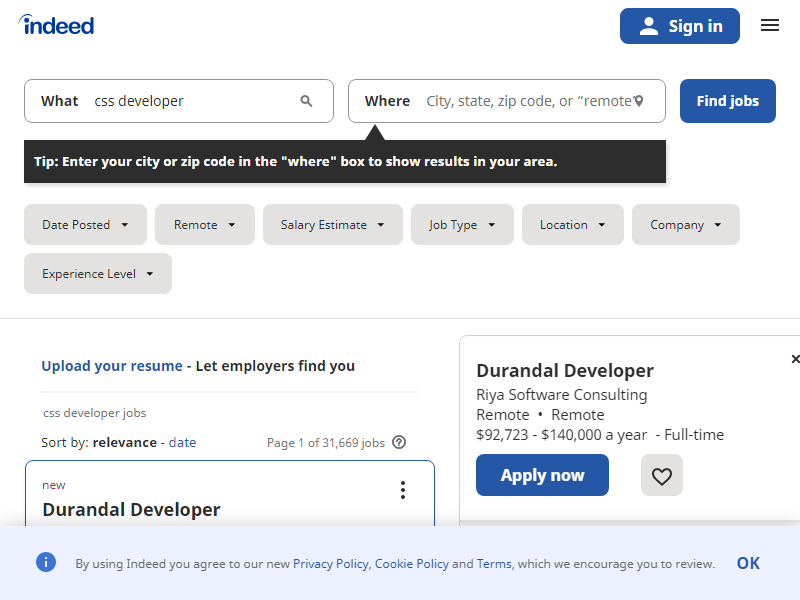 indeed
Sign in
What css developer
Where City, state, zip code, or “remote”
Find jobs
Tip: Enter your city or zip code in the "where" box to show results in your area.
Date Posted
Remote
Salary Estimate
Job Type
Location
Company
Experience Level
Upload your resume - Let employers find you
css developer jobs
Sort by: relevance - date
Page 1 of 31,669 jobs
new
Durandal Developer
Durandal Developer
Riya Software Consulting
Remote • Remote
$92,723 - $140,000 a year - Full-time
Apply now
By using Indeed you agree to our new Privacy Policy, Cookie Policy and Terms, which we encourage you to review.
OK